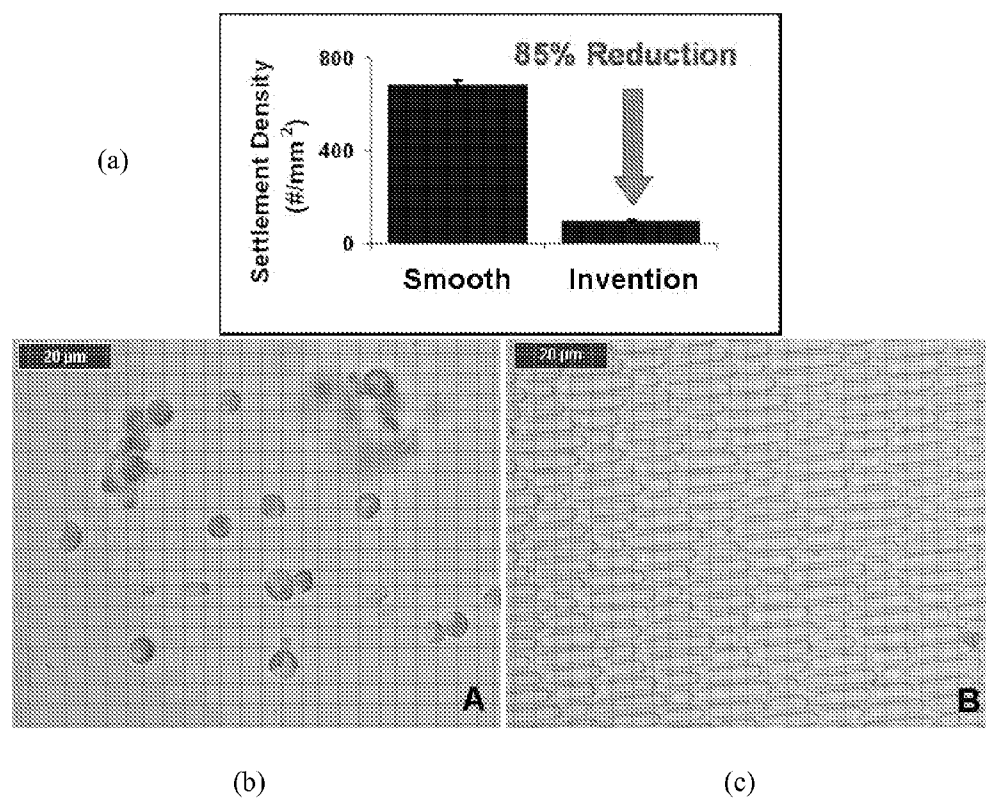 85% Reduction
Settlement Density
(#/mm²)
800
400
0
(a)
Smooth
Invention
20 µm
20 µm
A
B
(b)
(c)